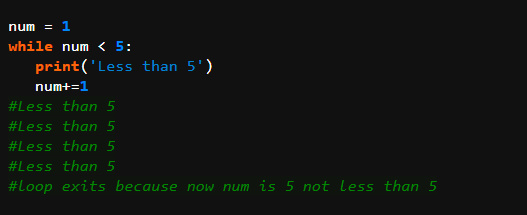 num = 1
while num < 5:
   print('Less than 5')
   num+=1
#Less than 5
#Less than 5
#Less than 5
#Less than 5
#loop exits because now num is 5 not less than 5